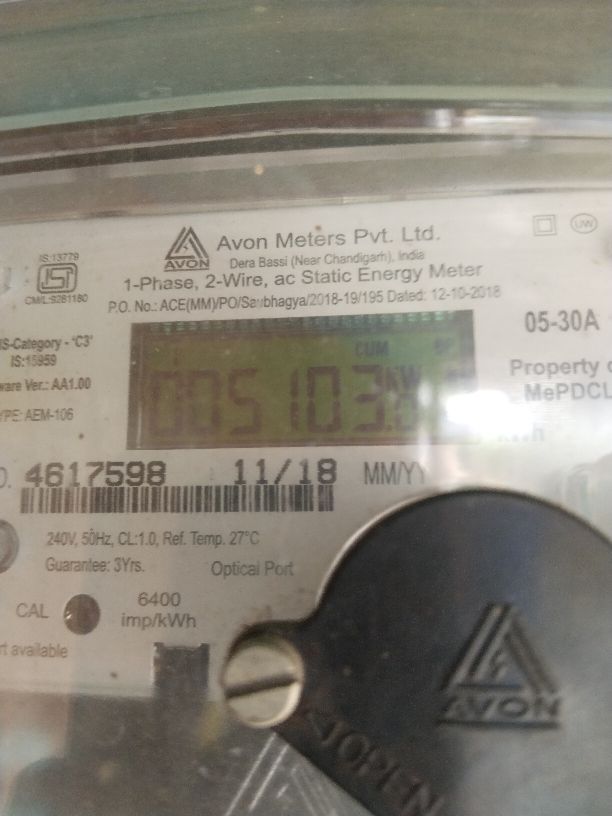 AVON
Avon Meters Pvt. Ltd.
Dera Bassi (Near Chandigarh), India
1-Phase, 2-Wire, ac Static Energy Meter
P.O. No.: ACE(MM)/PO/Saubhagya/2018-19/195 Dated: 12-10-2018
UW
IS:13779
ISI
CM/L:9281180
IS-Category - 'C3'
IS:15959
ware Ver.: AA1.00
YPE: AEM-106
CUM
005103
kW
05-30A
Property o
MePDCL
4617598 11/18 MM/YY
240V, 50Hz, CL:1.0, Ref. Temp. 27°C
Guarantee: 3Yrs. Optical Port
CAL 6400
imp/kWh
rt available
AVON
OPEN